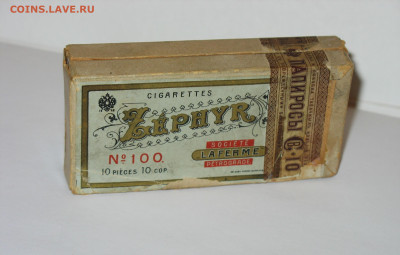 COINS.LAVE.RU
CIGARETTES
ZÉPHYR
№ 100.
SOCIÉTÉ
LAFERME
PETROGRADE
10 PIÈCES 10 COP.
ПАПИРОСЫ